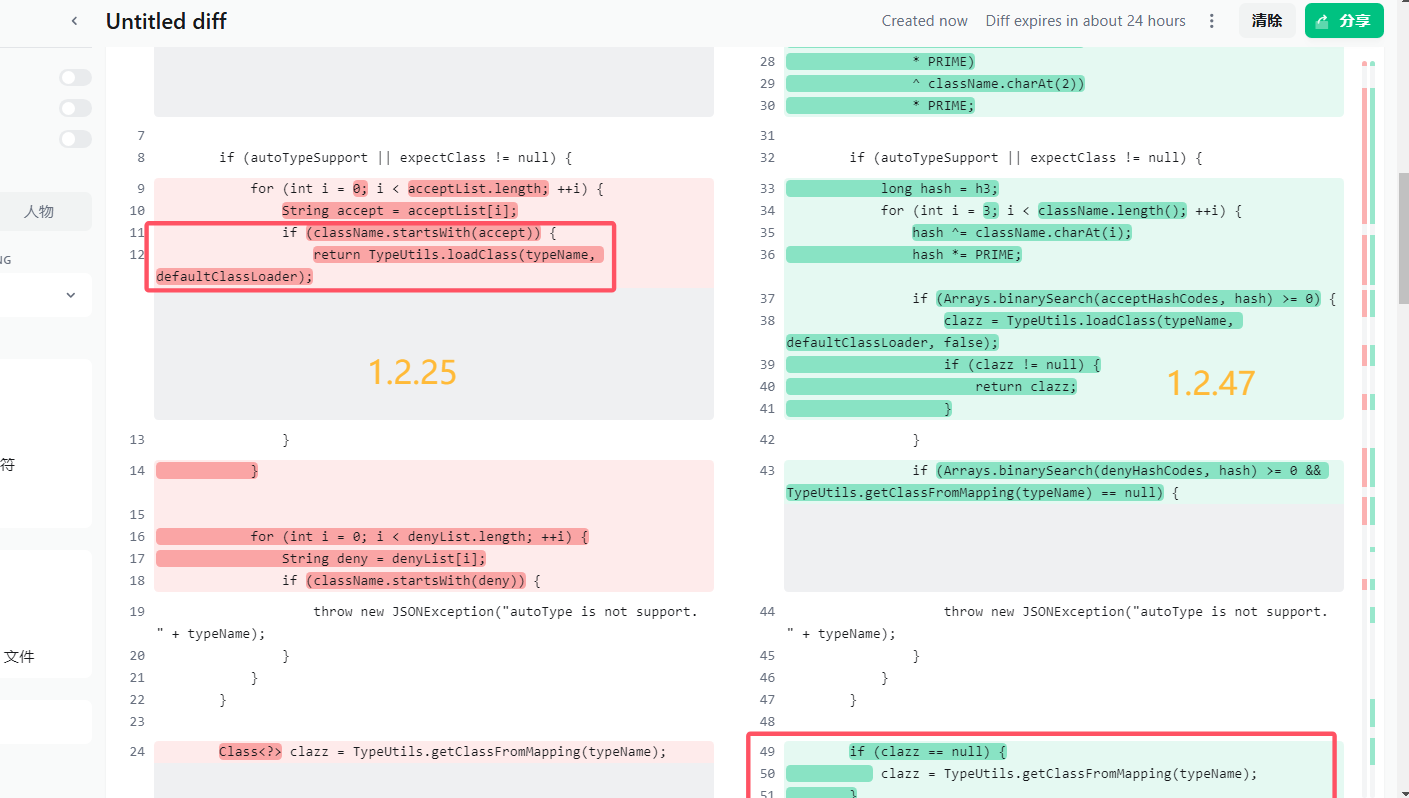 Untitled diff
Created now
Diff expires in about 24 hours
清除
分享
人物
NG
符
文件
7
8 if (autoTypeSupport || expectClass != null) {
9 for (int i = 0; i < acceptList.length; ++i) {
10 String accept = acceptList[i];
11 if (className.startsWith(accept)) {
12 return TypeUtils.loadClass(typeName,
defaultClassLoader);
1.2.25
13 }
14 }
15
16 for (int i = 0; i < denyList.length; ++i) {
17 String deny = denyList[i];
18 if (className.startsWith(deny)) {
19 throw new JSONException("autoType is not support.
" + typeName);
20 }
21 }
22 }
23
24 Class<?> clazz = TypeUtils.getClassFromMapping(typeName);
28 * PRIME)
29 ^ className.charAt(2))
30 * PRIME;
31
32 if (autoTypeSupport || expectClass != null) {
33 long hash = h3;
34 for (int i = 3; i < className.length(); ++i) {
35 hash ^= className.charAt(i);
36 hash *= PRIME;
37 if (Arrays.binarySearch(acceptHashCodes, hash) >= 0) {
38 clazz = TypeUtils.loadClass(typeName,
defaultClassLoader, false);
39 if (clazz != null) {
40 return clazz;
41 }
1.2.47
42 }
43 if (Arrays.binarySearch(denyHashCodes, hash) >= 0 &&
TypeUtils.getClassFromMapping(typeName) == null) {
44 throw new JSONException("autoType is not support.
" + typeName);
45 }
46 }
47 }
48
49 if (clazz == null) {
50 clazz = TypeUtils.getClassFromMapping(typeName);
51 }